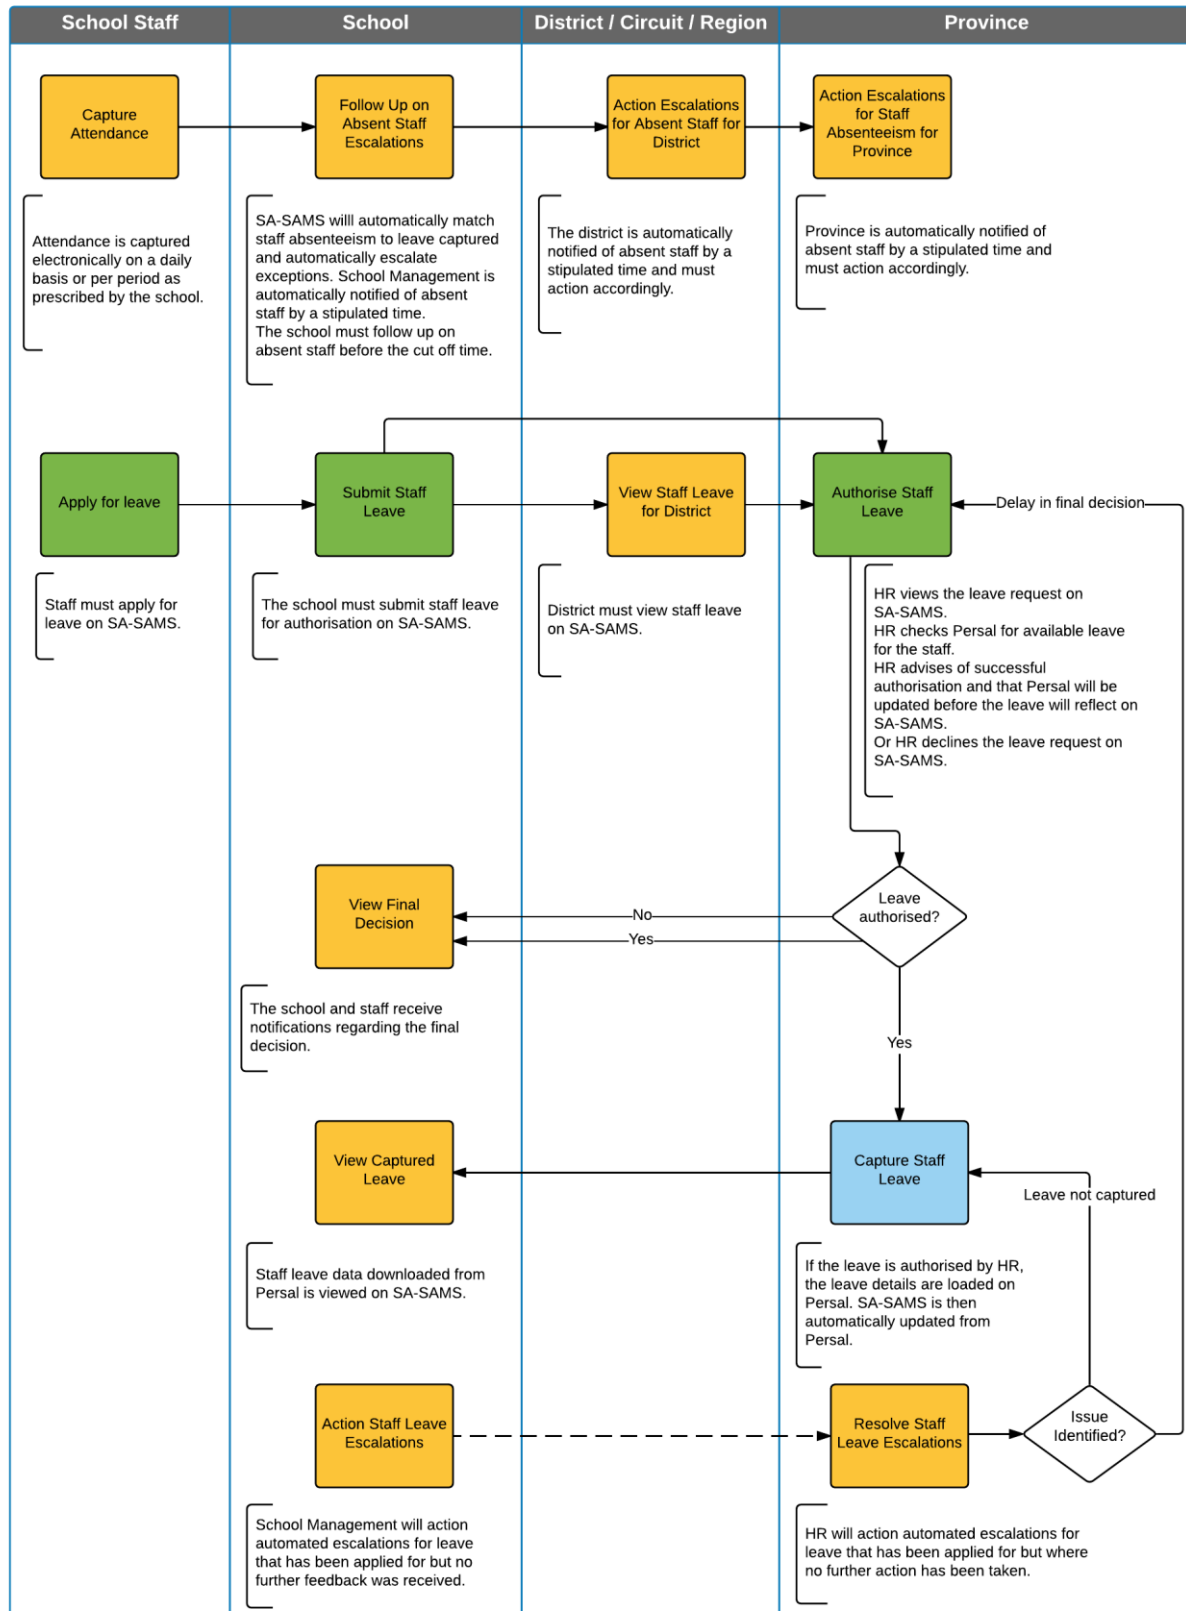 School Staff
School
District / Circuit / Region
Province
Capture
Attendance
Follow Up on
Absent Staff
Escalations
Action Escalations
for Absent Staff for
District
Action Escalations
for Staff
Absenteeism for
Province
Attendance is captured
electronically on a daily
basis or per period as
prescribed by the school.
SA-SAMS willl automatically match
staff absenteeism to leave captured
and automatically escalate
exceptions. School Management is
automatically notified of absent
staff by a stipulated time.
The school must follow up on
absent staff before the cut off time.
The district is automatically
notified of absent staff by a
stipulated time and must
action accordingly.
Province is automatically notified of
absent staff by a stipulated time and
must action accordingly.
Apply for leave
Submit Staff
Leave
View Staff Leave
for District
Authorise Staff
Leave
Delay in final decision
Staff must apply for
leave on SA-SAMS.
The school must submit staff leave
for authorisation on SA-SAMS.
District must view staff leave
on SA-SAMS.
HR views the leave request on
SA-SAMS.
HR checks Persal for available leave
for the staff.
HR advises of successful
authorisation and that Persal will be
updated before the leave will reflect on
SA-SAMS.
Or HR declines the leave request on
SA-SAMS.
View Final
Decision
No
Yes
Leave
authorised?
The school and staff receive
notifications regarding the final
decision.
Yes
View Captured
Leave
Capture Staff
Leave
Leave not captured
Staff leave data downloaded from
Persal is viewed on SA-SAMS.
If the leave is authorised by HR,
the leave details are loaded on
Persal. SA-SAMS is then
automatically updated from
Persal.
Action Staff Leave
Escalations
Resolve Staff
Leave Escalations
Issue
Identified?
School Management will action
automated escalations for leave
that has been applied for but no
further feedback was received.
HR will action automated escalations for
leave that has been applied for but where
no further action has been taken.